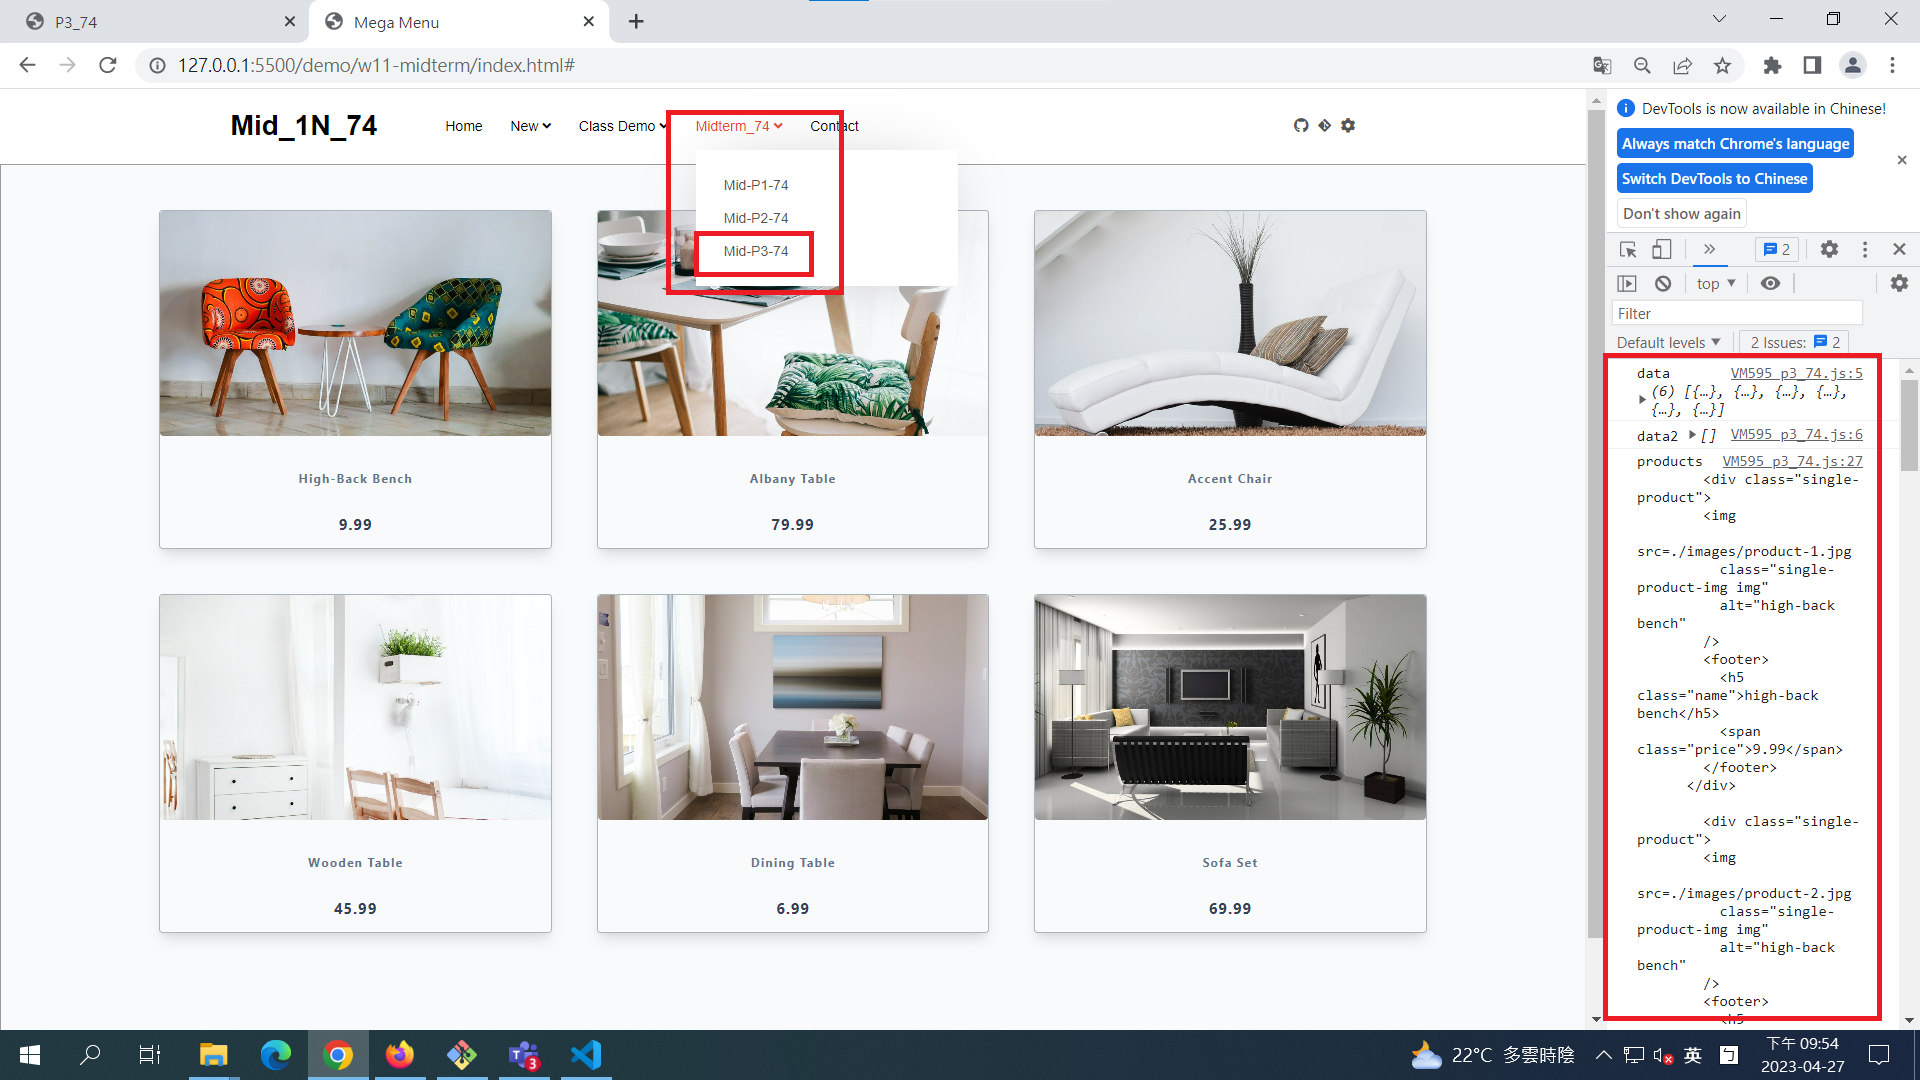 P3_74
Mega Menu
127.0.0.1:5500/demo/w11-midterm/index.html#
Mid_1N_74
Home
New
Class Demo
Midterm_74
Contact
Mid-P1-74
Mid-P2-74
Mid-P3-74
High-Back Bench
9.99
Albany Table
79.99
Accent Chair
25.99
Wooden Table
45.99
Dining Table
6.99
Sofa Set
69.99
DevTools is now available in Chinese!
Always match Chrome's language
Switch DevTools to Chinese
Don't show again
2
top
Filter
Default levels
2 Issues: 2
data VM595 p3_74.js:5
(6) [{…}, {…}, {…}, {…},
{…}, {…}]
data2 [] VM595 p3_74.js:6
products VM595 p3_74.js:27
<div class="single-
product">
<img
src=./images/product-1.jpg
class="single-
product-img img"
alt="high-back
bench"
/>
<footer>
<h5
class="name">high-back
bench</h5>
<span
class="price">9.99</span>
</footer>
</div>
<div class="single-
product">
<img
src=./images/product-2.jpg
class="single-
product-img img"
alt="high-back
bench"
/>
<footer>
<h5
3
22°C 多雲時陰
英
下午 09:54
2023-04-27